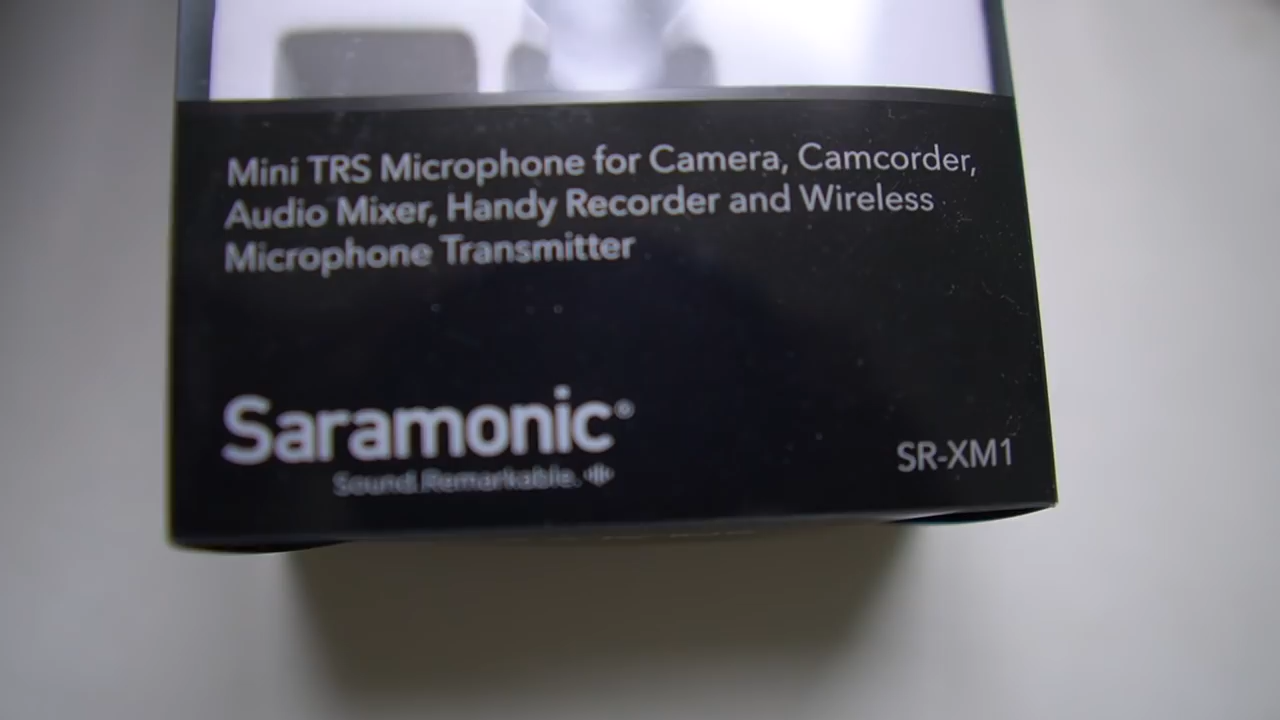 Mini TRS Microphone for Camera, Camcorder,
Audio Mixer, Handy Recorder and Wireless
Microphone Transmitter
Saramonic®
Sound.Remarkable.
SR-XM1